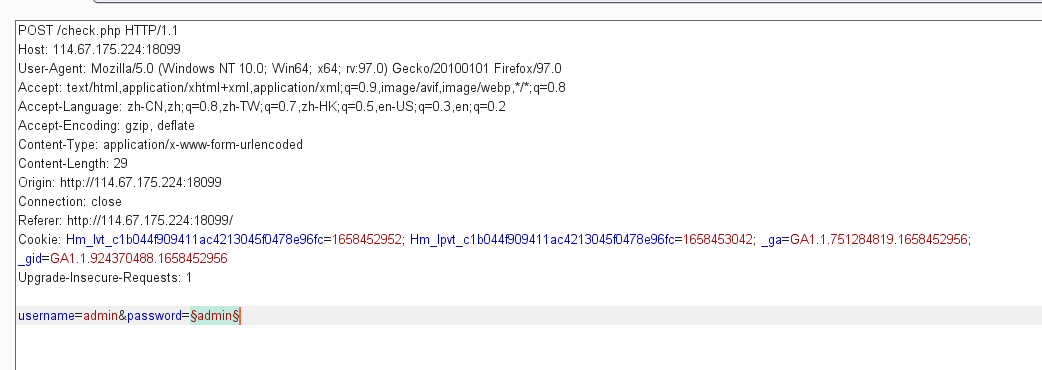 POST /check.php HTTP/1.1
Host: 114.67.175.224:18099
User-Agent: Mozilla/5.0 (Windows NT 10.0; Win64; x64; rv:97.0) Gecko/20100101 Firefox/97.0
Accept: text/html,application/xhtml+xml,application/xml;q=0.9,image/avif,image/webp,*/*;q=0.8
Accept-Language: zh-CN,zh;q=0.8,zh-TW;q=0.7,zh-HK;q=0.5,en-US;q=0.3,en;q=0.2
Accept-Encoding: gzip, deflate
Content-Type: application/x-www-form-urlencoded
Content-Length: 29
Origin: http://114.67.175.224:18099
Connection: close
Referer: http://114.67.175.224:18099/
Cookie: Hm_lvt_c1b044f909411ac4213045f0478e96fc=1658452952; Hm_lpvt_c1b044f909411ac4213045f0478e96fc=1658453042; _ga=GA1.1.751284819.1658452956;
_gid=GA1.1.924370488.1658452956
Upgrade-Insecure-Requests: 1
username=admin&password=§admin§